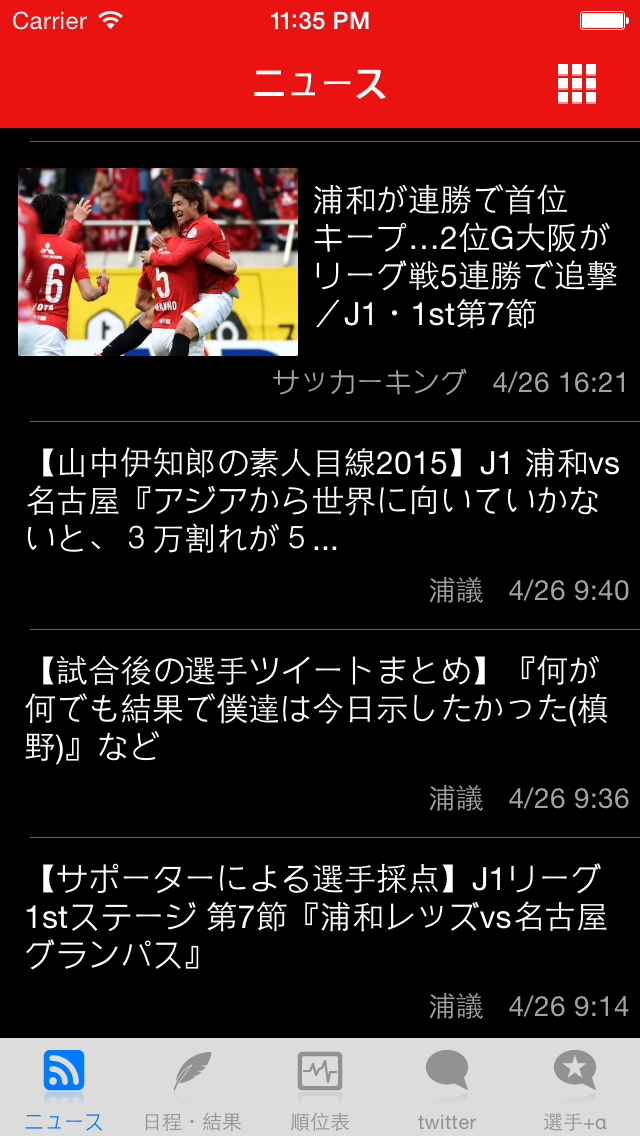 Carrier 11:35 PM
ニュース
浦和が連勝で首位
キープ…2位G大阪が
リーグ戦5連勝で追撃
／J1・1st第7節
サッカーキング 4/26 16:21
【山中伊知郎の素人目線2015】J1 浦和vs
名古屋『アジアから世界に向いていかな
いと、３万割れが５...
浦議 4/26 9:40
【試合後の選手ツイートまとめ】『何が
何でも結果で僕達は今日示したかった(槙
野)』など
浦議 4/26 9:36
【サポーターによる選手採点】J1リーグ
1stステージ 第7節『浦和レッズvs名古屋
グランパス』
浦議 4/26 9:14
ニュース 日程・結果 順位表 twitter 選手+α